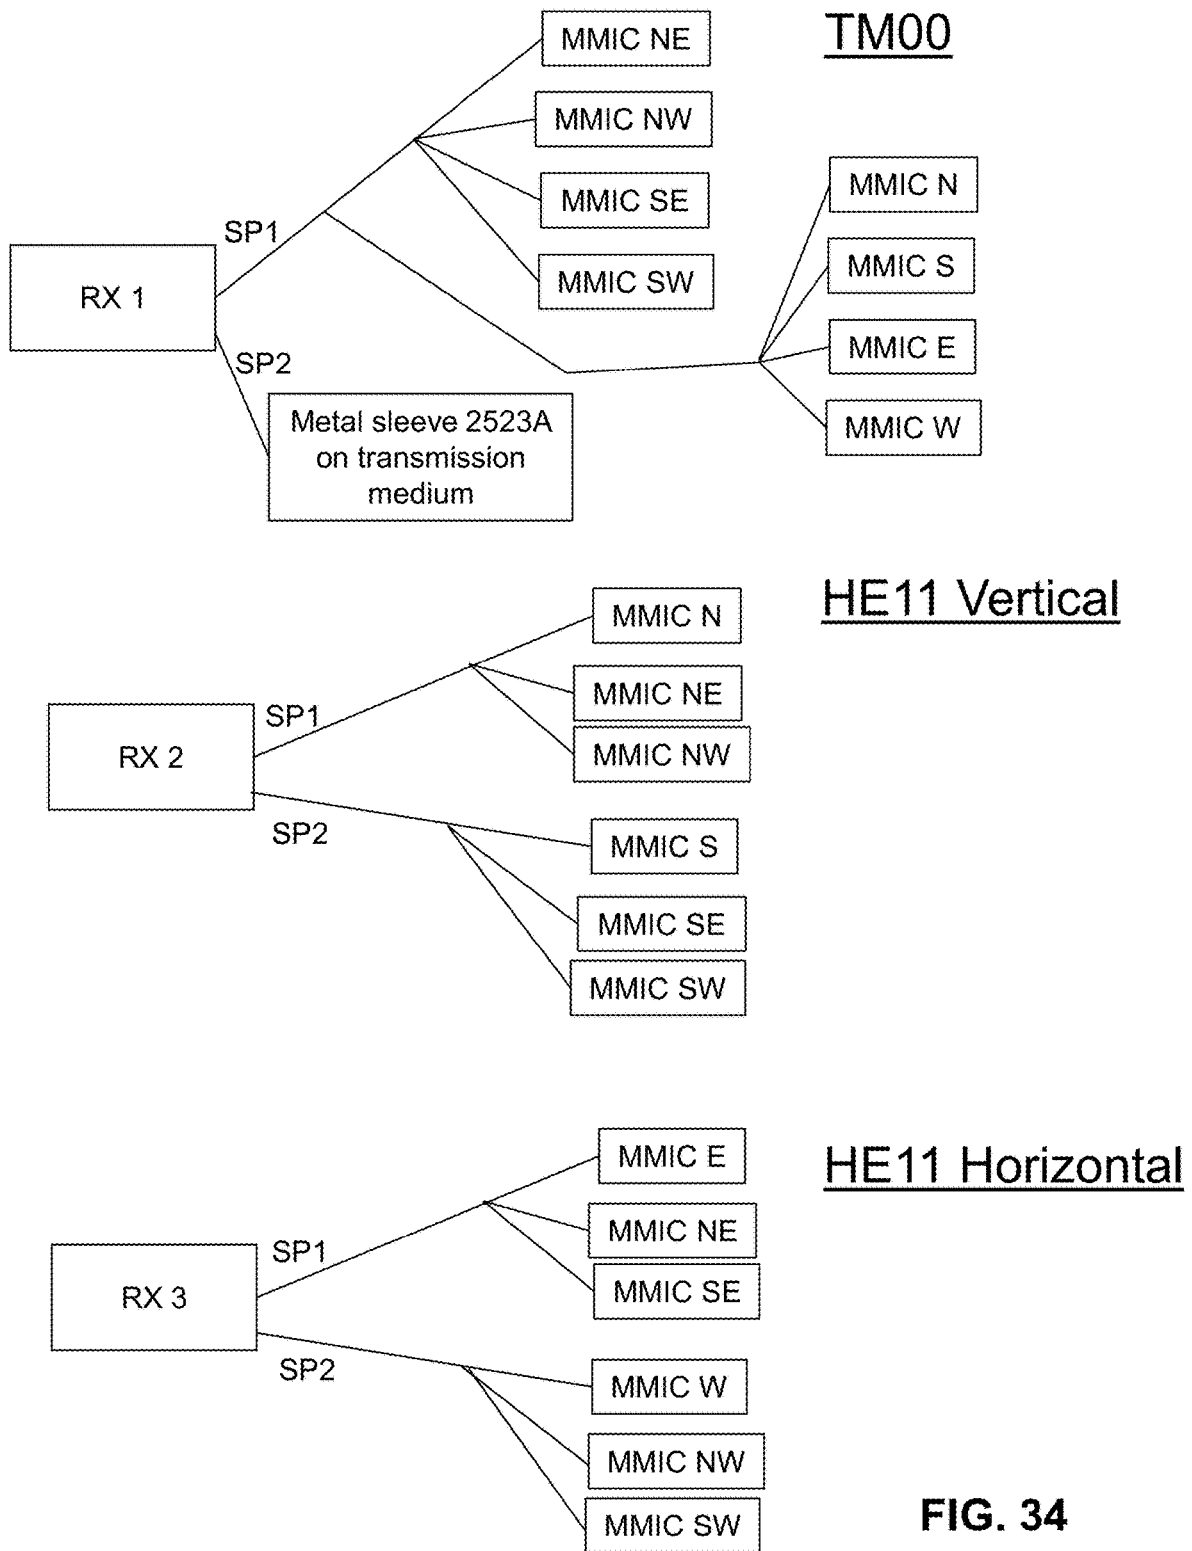 TM00
MMIC NE
MMIC NW
MMIC SE
MMIC SW
MMIC N
MMIC S
MMIC E
MMIC W
SP1
RX 1
SP2
Metal sleeve 2523A
on transmission
medium
HE11 Vertical
MMIC N
MMIC NE
MMIC NW
SP1
RX 2
SP2
MMIC S
MMIC SE
MMIC SW
HE11 Horizontal
MMIC E
MMIC NE
MMIC SE
SP1
RX 3
SP2
MMIC W
MMIC NW
MMIC SW
FIG. 34